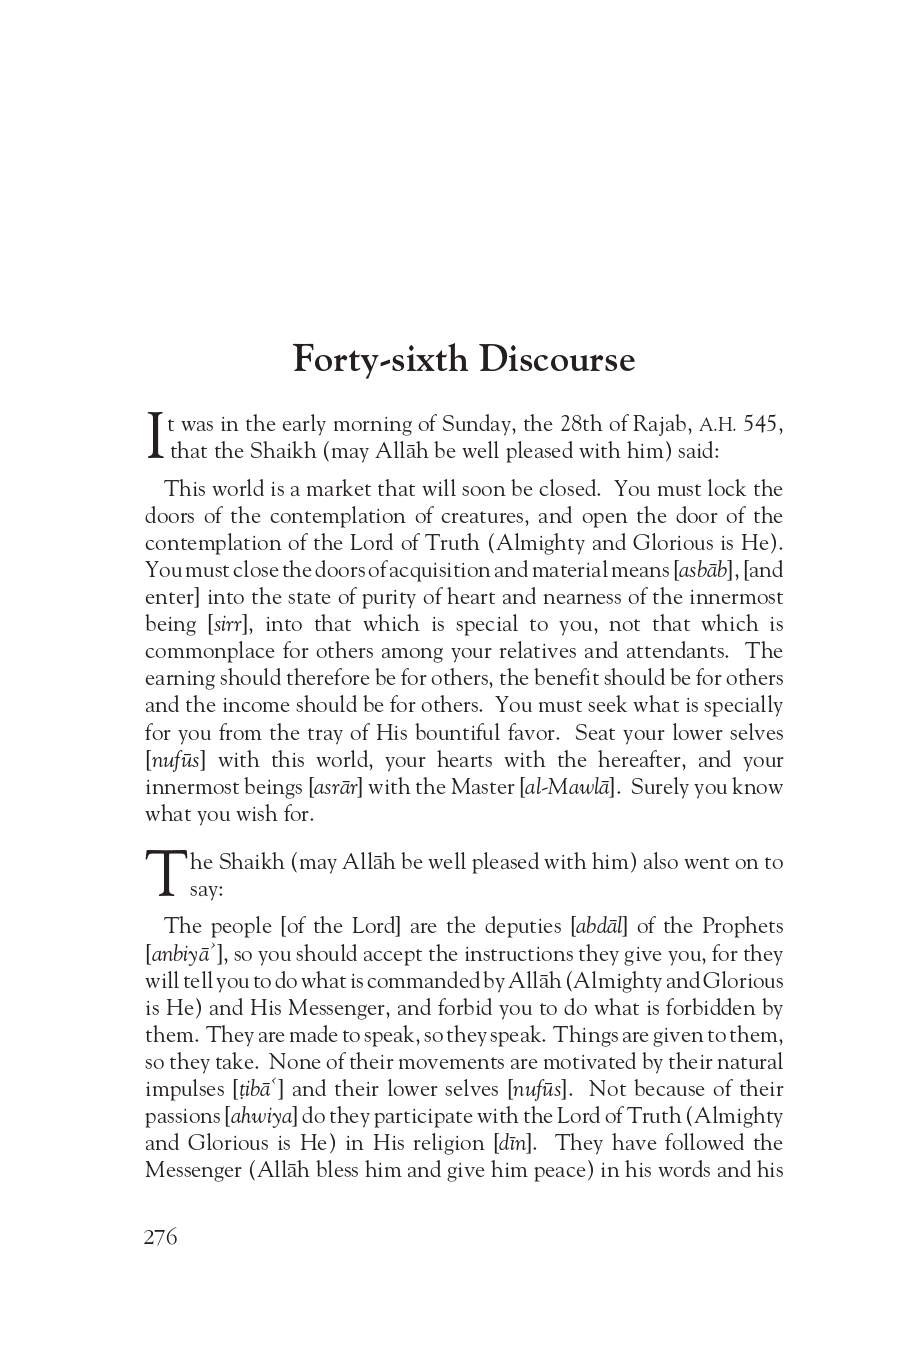 Forty-sixth Discourse
It was in the early morning of Sunday, the 28th of Rajab, A.H. 545,
that the Shaikh (may Allāh be well pleased with him) said:
This world is a market that will soon be closed. You must lock the
doors of the contemplation of creatures, and open the door of the
contemplation of the Lord of Truth (Almighty and Glorious is He).
You must close the doors of acquisition and material means [asbāb], [and
enter] into the state of purity of heart and nearness of the innermost
being [sirr], into that which is special to you, not that which is
commonplace for others among your relatives and attendants. The
earning should therefore be for others, the benefit should be for others
and the income should be for others. You must seek what is specially
for you from the tray of His bountiful favor. Seat your lower selves
[nufūs] with this world, your hearts with the hereafter, and your
innermost beings [asrār] with the Master [al-Mawlā]. Surely you know
what you wish for.
The Shaikh (may Allāh be well pleased with him) also went on to
say:
The people [of the Lord] are the deputies [abdāl] of the Prophets
[anbiyāʾ], so you should accept the instructions they give you, for they
will tell you to do what is commanded by Allāh (Almighty and Glorious
is He) and His Messenger, and forbid you to do what is forbidden by
them. They are made to speak, so they speak. Things are given to them,
so they take. None of their movements are motivated by their natural
impulses [ṭibāʿ] and their lower selves [nufūs]. Not because of their
passions [ahwiya] do they participate with the Lord of Truth (Almighty
and Glorious is He) in His religion [dīn]. They have followed the
Messenger (Allāh bless him and give him peace) in his words and his
276